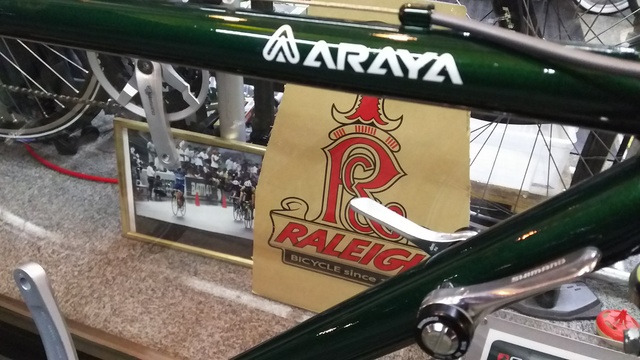 ARAYA
R
RALEIGH
BICYCLE since
SHIMANO